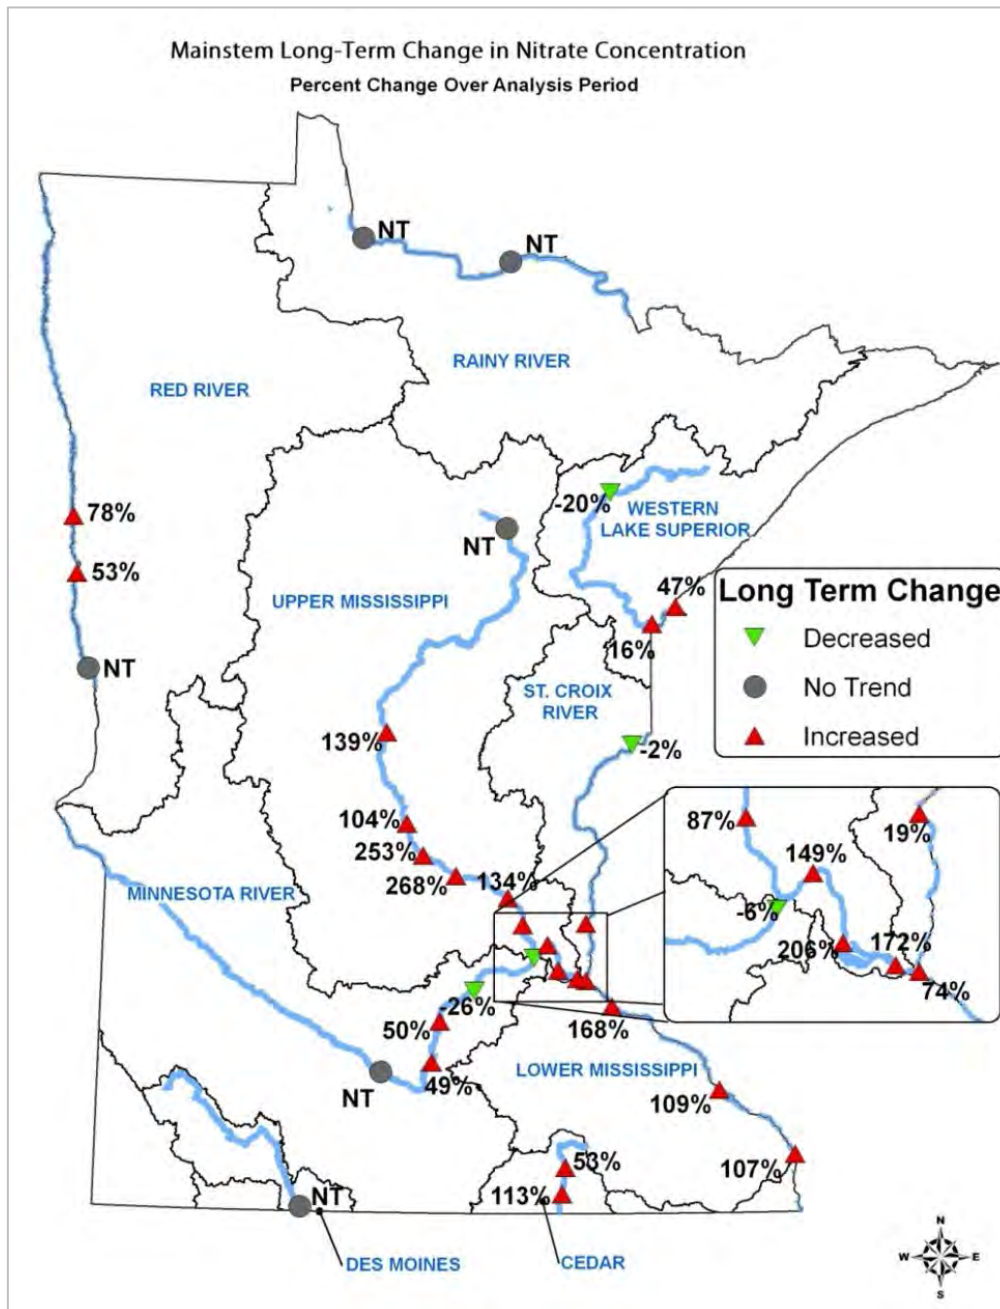 Mainstem Long-Term Change in Nitrate Concentration
Percent Change Over Analysis Period
NT
NT
RAINY RIVER
RED RIVER
-20%
WESTERN
LAKE SUPERIOR
78%
NT
53%
47%
UPPER MISSISSIPPI
16%
NT
ST. CROIX
RIVER
139%
-2%
Long Term Change
Decreased
No Trend
Increased
104%
253%
268%
134%
MINNESOTA RIVER
87%
19%
149%
-6%
206%
172%
74%
-26%
50%
168%
49%
NT
LOWER MISSISSIPPI
109%
107%
53%
113%
NT
DES MOINES
CEDAR
N
W
E
S